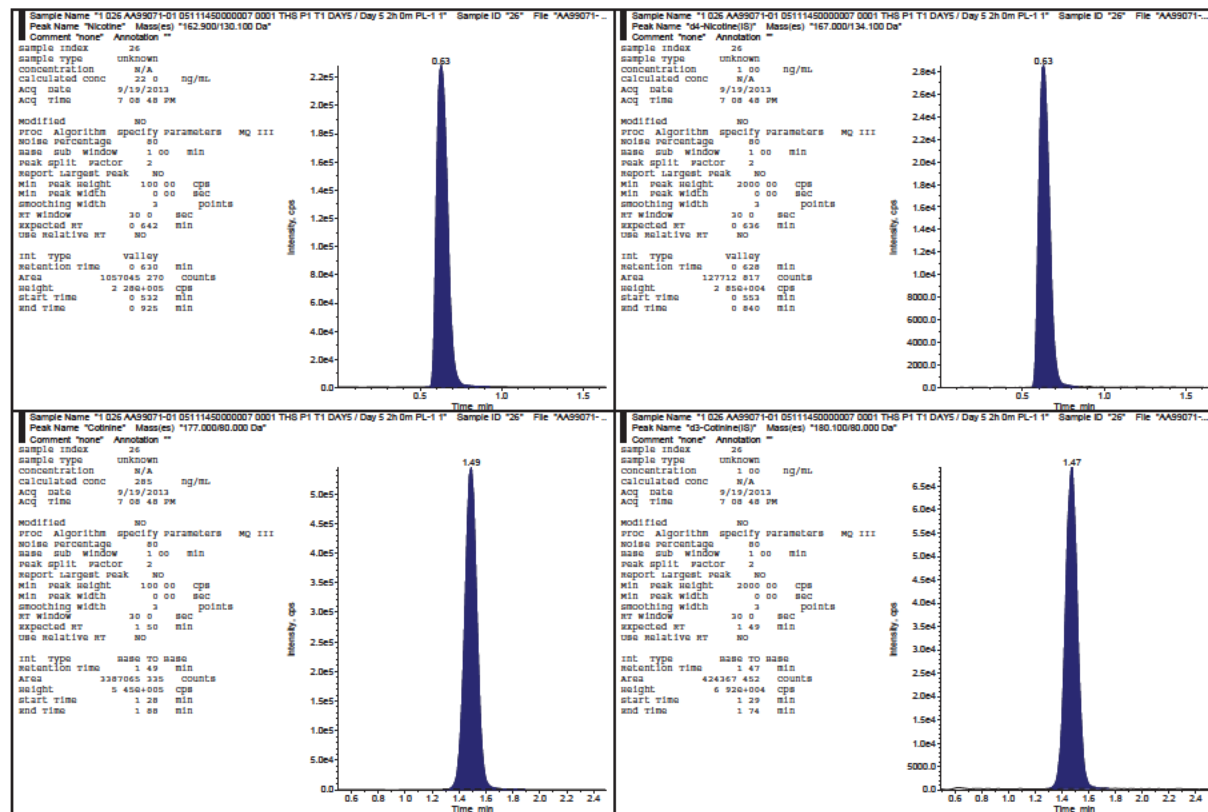 Sample Name "1 026 AA99071-01 05111450000007 0001 THS P1 T1 DAY5 / Day 5 2h 0m PL-1 1" Sample ID "26" File "AA99071-...
Peak Name "Nicotine" Mass(es) "162.900/130.100 Da"
Comment "none" Annotation ""
Sample Index 26
Sample Type Unknown
Concentration N/A
Calculated Conc 22 0 ng/mL
Acq Date 9/19/2013
Acq Time 7 08 48 PM
Modified NO
Proc Algorithm Specify Parameters MQ III
Noise Percentage 80
Base Sub Window 1 00 min
Peak Split Factor 2
Report Largest Peak NO
Min Peak Height 100 00 cps
Min Peak Width 0 00 sec
Smoothing Width 3 points
RT Window 30 0 sec
Expected RT 0 642 min
Use Relative RT NO
Int Type Valley
Retention Time 0 630 min
Area 1057045 270 counts
Height 2 28e+005 cps
Start Time 0 532 min
End Time 0 925 min
0.63
Intensity, cps
2.2e5
2.0e5
1.8e5
1.6e5
1.4e5
1.2e5
1.0e5
8.0e4
6.0e4
4.0e4
2.0e4
0.0
0.5 1.0 1.5
Time min
Sample Name "1 026 AA99071-01 05111450000007 0001 THS P1 T1 DAY5 / Day 5 2h 0m PL-1 1" Sample ID "26" File "AA99071-...
Peak Name "d4-Nicotine(IS)" Mass(es) "167.000/134.100 Da"
Comment "none" Annotation ""
Sample Index 26
Sample Type Unknown
Concentration 1 00 ng/mL
Calculated Conc N/A
Acq Date 9/19/2013
Acq Time 7 08 48 PM
Modified NO
Proc Algorithm Specify Parameters MQ III
Noise Percentage 80
Base Sub Window 1 00 min
Peak Split Factor 2
Report Largest Peak NO
Min Peak Height 2000 00 cps
Min Peak Width 0 00 sec
Smoothing Width 3 points
RT Window 30 0 sec
Expected RT 0 636 min
Use Relative RT NO
Int Type Valley
Retention Time 0 628 min
Area 127712 817 counts
Height 2 85e+004 cps
Start Time 0 553 min
End Time 0 840 min
0.63
Intensity, cps
2.8e4
2.6e4
2.4e4
2.2e4
2.0e4
1.8e4
1.6e4
1.4e4
1.2e4
1.0e4
8000.0
6000.0
4000.0
2000.0
0.0
0.5 1.0 1.5
Time min
Sample Name "1 026 AA99071-01 05111450000007 0001 THS P1 T1 DAY5 / Day 5 2h 0m PL-1 1" Sample ID "26" File "AA99071-...
Peak Name "Cotinine" Mass(es) "177.000/80.000 Da"
Comment "none" Annotation ""
Sample Index 26
Sample Type Unknown
Concentration N/A
Calculated Conc 285 ng/mL
Acq Date 9/19/2013
Acq Time 7 08 48 PM
Modified NO
Proc Algorithm Specify Parameters MQ III
Noise Percentage 80
Base Sub Window 1 00 min
Peak Split Factor 2
Report Largest Peak NO
Min Peak Height 100 00 cps
Min Peak Width 0 00 sec
Smoothing Width 3 points
RT Window 30 0 sec
Expected RT 1 50 min
Use Relative RT NO
Int Type Base To Base
Retention Time 1 49 min
Area 3387065 335 counts
Height 5 45e+005 cps
Start Time 1 28 min
End Time 1 88 min
1.49
Intensity, cps
5.0e5
4.5e5
4.0e5
3.5e5
3.0e5
2.5e5
2.0e5
1.5e5
1.0e5
5.0e4
0.0
0.6 0.8 1.0 1.2 1.4 1.6 1.8 2.0 2.2 2.4
Time min
Sample Name "1 026 AA99071-01 05111450000007 0001 THS P1 T1 DAY5 / Day 5 2h 0m PL-1 1" Sample ID "26" File "AA99071-...
Peak Name "d3-Cotinine(IS)" Mass(es) "180.100/80.000 Da"
Comment "none" Annotation ""
Sample Index 26
Sample Type Unknown
Concentration 1 00 ng/mL
Calculated Conc N/A
Acq Date 9/19/2013
Acq Time 7 08 48 PM
Modified NO
Proc Algorithm Specify Parameters MQ III
Noise Percentage 80
Base Sub Window 1 00 min
Peak Split Factor 2
Report Largest Peak NO
Min Peak Height 2000 00 cps
Min Peak Width 0 00 sec
Smoothing Width 3 points
RT Window 30 0 sec
Expected RT 1 49 min
Use Relative RT NO
Int Type Base To Base
Retention Time 1 47 min
Area 424367 452 counts
Height 6 92e+004 cps
Start Time 1 29 min
End Time 1 74 min
1.47
Intensity, cps
6.5e4
6.0e4
5.5e4
5.0e4
4.5e4
4.0e4
3.5e4
3.0e4
2.5e4
2.0e4
1.5e4
1.0e4
5000.0
0.0
0.6 0.8 1.0 1.2 1.4 1.6 1.8 2.0 2.2 2.4
Time min